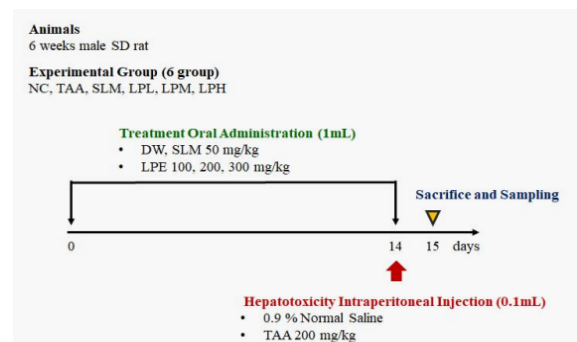 Animals
6 weeks male SD rat
Experimental Group (6 group)
NC, TAA, SLM, LPL, LPM, LPH
Treatment Oral Administration (1mL)
• DW, SLM 50 mg/kg
• LPE 100, 200, 300 mg/kg
Sacrifice and Sampling
0 14 15 days
Hepatotoxicity Intraperitoneal Injection (0.1mL)
• 0.9 % Normal Saline
• TAA 200 mg/kg